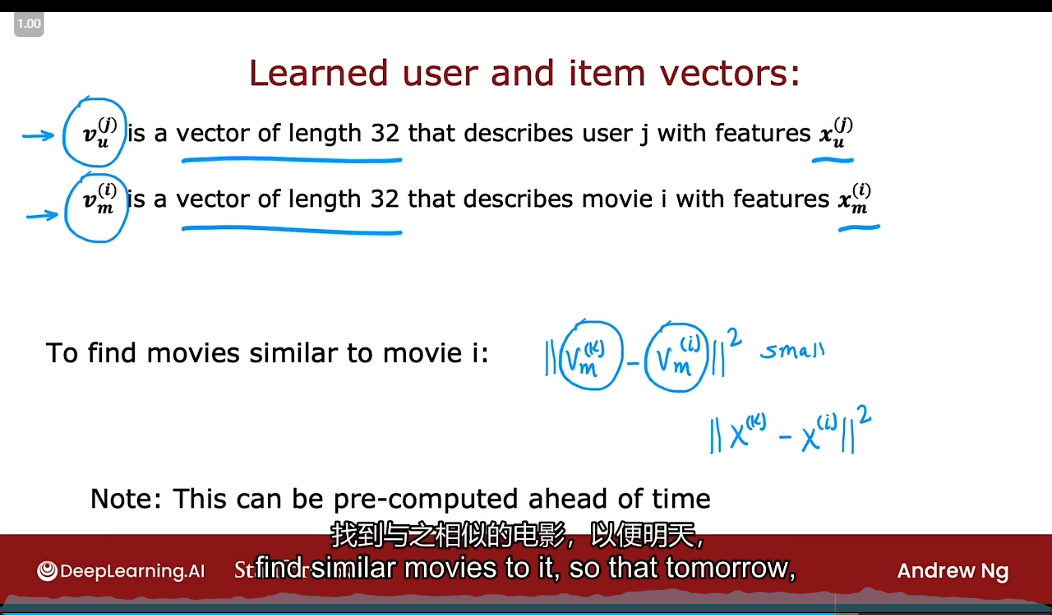 1.00
Learned user and item vectors:
→ v_u^(j) is a vector of length 32 that describes user j with features x_u^(j)
→ v_m^(i) is a vector of length 32 that describes movie i with features x_m^(i)
To find movies similar to movie i: ||v_m^(k) - v_m^(i)||^2 small
||x^(k) - x^(i)||^2
Note: This can be pre-computed ahead of time
找到与之相似的电影，以便明天，
find similar movies to it, so that tomorrow,
DeepLearning.AI
Andrew Ng